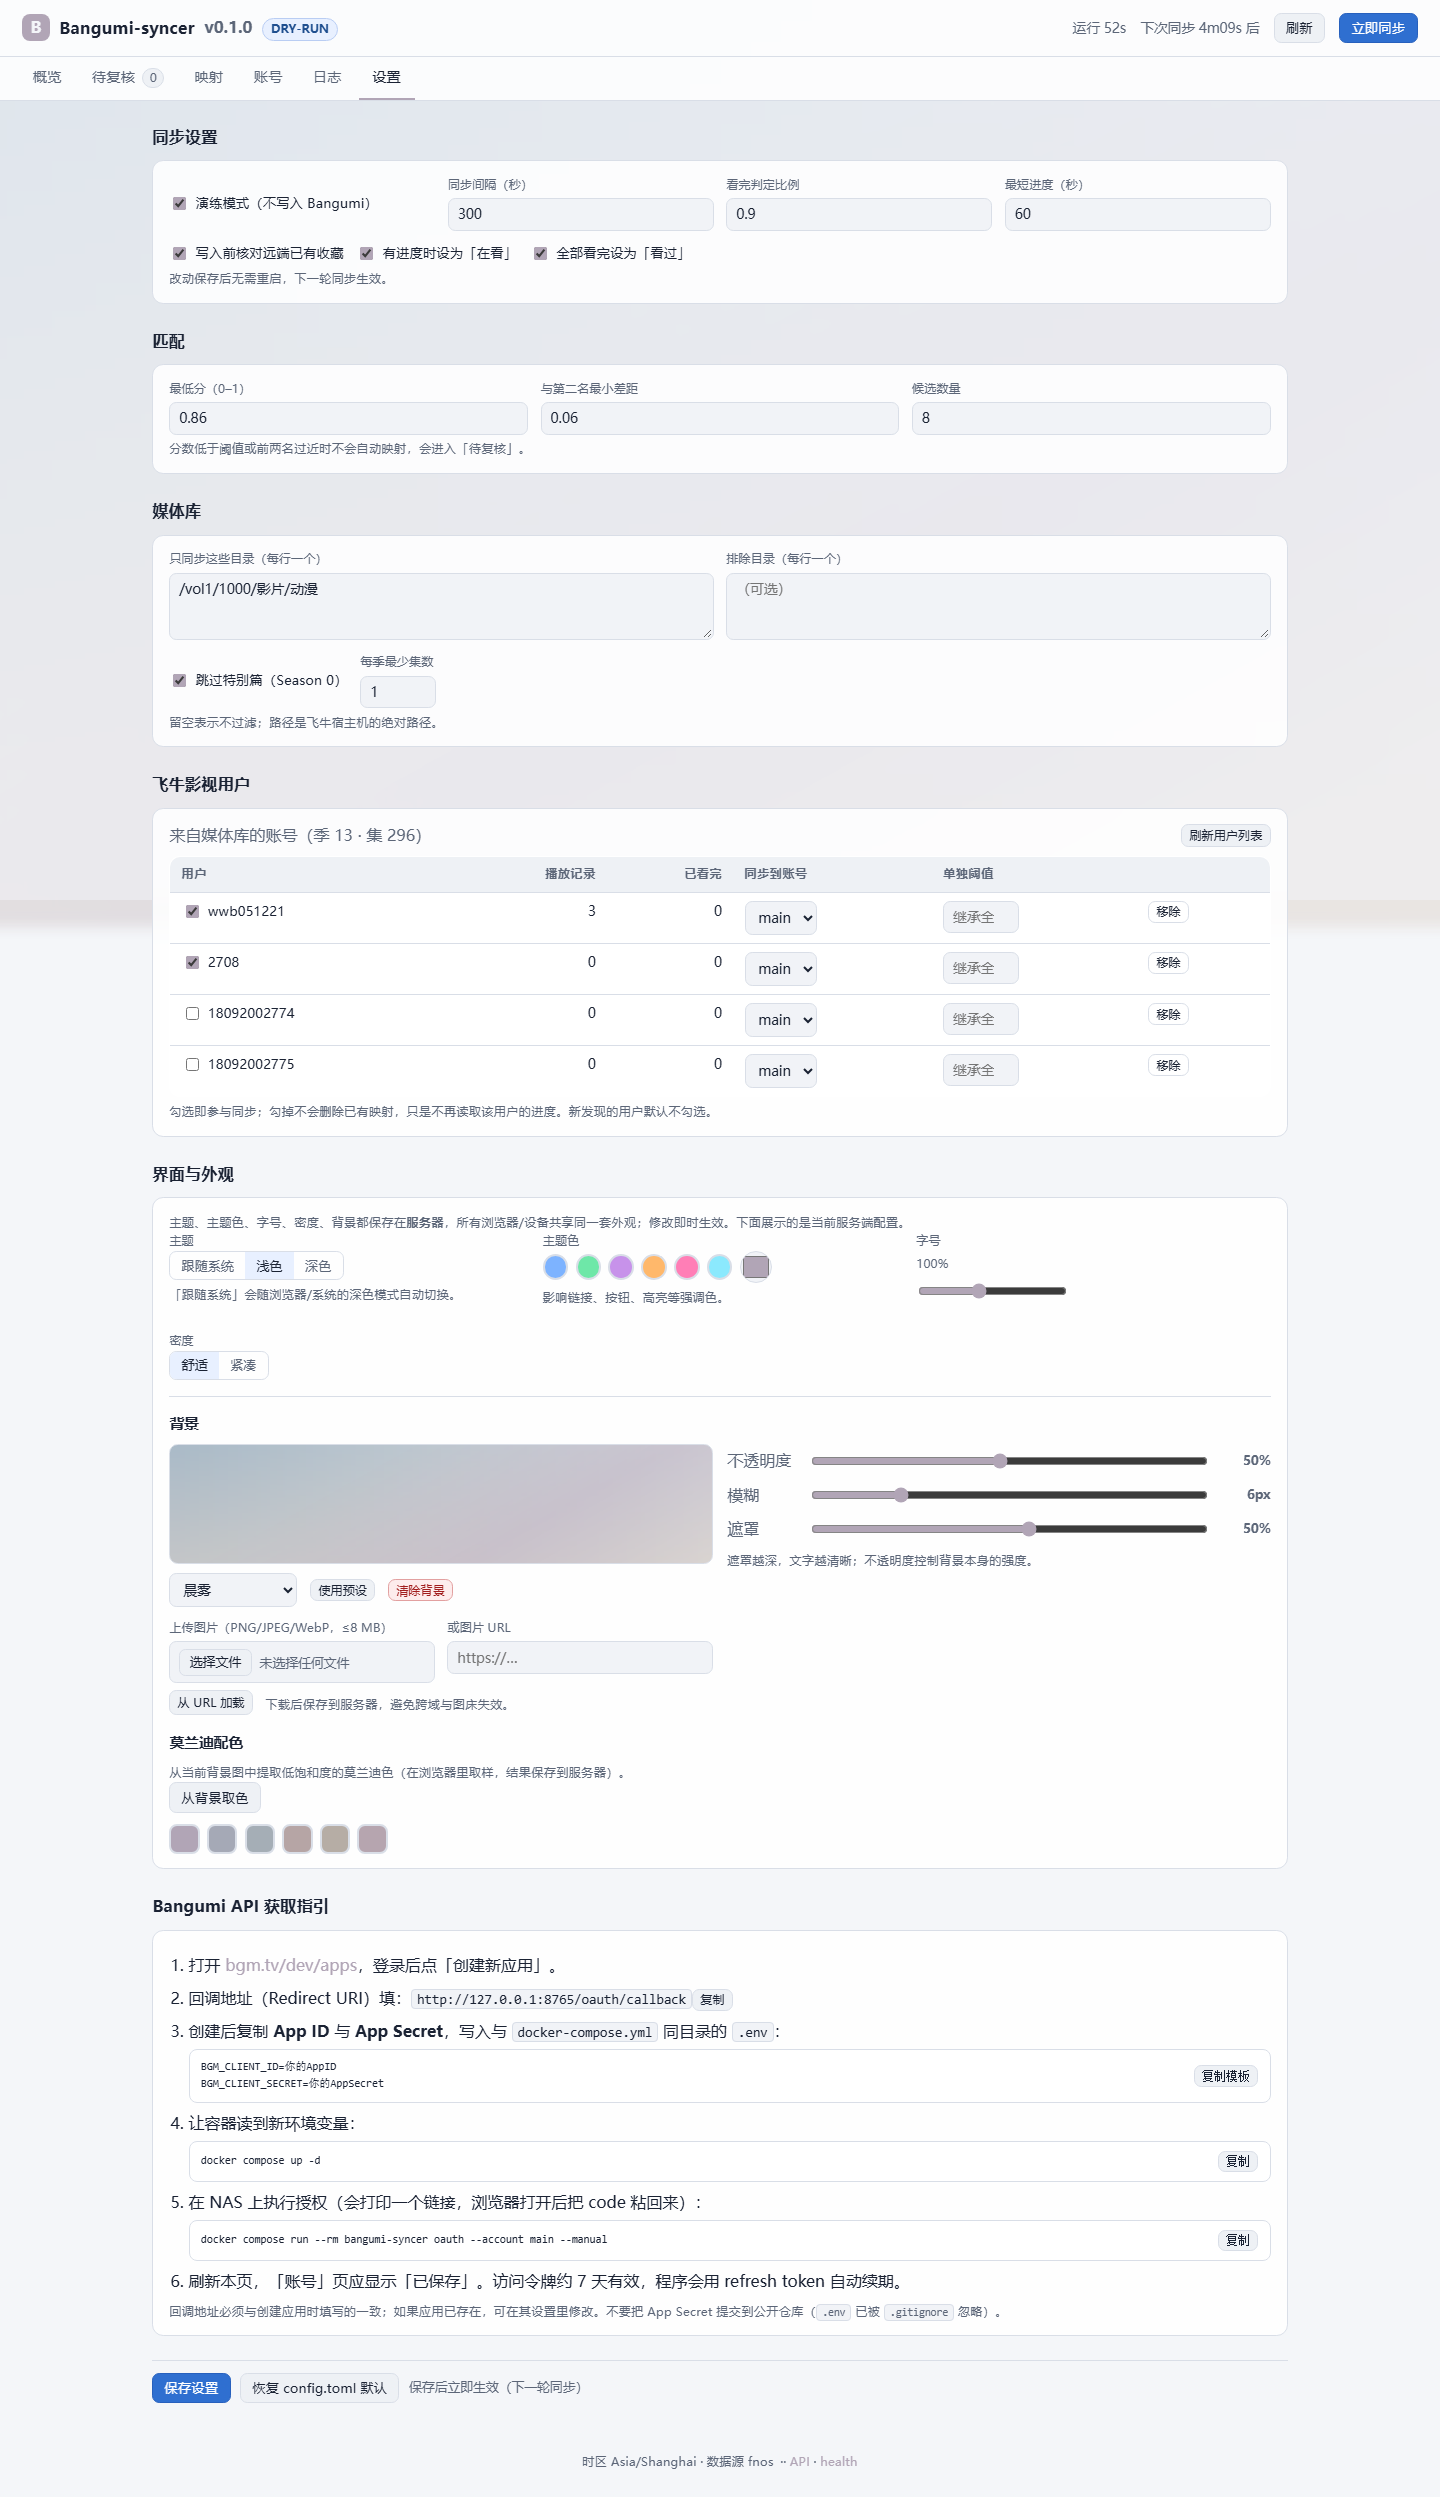 B Bangumi-syncer v0.1.0 DRY-RUN 运行 52s 下次同步 4m09s 后 刷新 立即同步
概览 待复核 0 映射 账号 日志 设置
同步设置
演练模式（不写入 Bangumi） 同步间隔（秒） 看完判定比例 最短进度（秒）
300 0.9 60
写入前核对远端已有收藏 有进度时设为「在看」 全部看完设为「看过」
改动保存后无需重启，下一轮同步生效。
匹配
最低分（0–1） 与第二名最小差距 候选数量
0.86 0.06 8
分数低于阈值或前两名过近时不会自动映射，会进入「待复核」。
媒体库
只同步这些目录（每行一个） 排除目录（每行一个）
/vol1/1000/影片/动漫 （可选）
跳过特别篇（Season 0） 每季最少集数
1
留空表示不过滤；路径是飞牛宿主机的绝对路径。
飞牛影视用户
来自媒体库的账号（季 13 · 集 296） 刷新用户列表
用户 播放记录 已看完 同步到账号 单独阈值
wwb051221 3 0 main 继承全 移除
2708 0 0 main 继承全 移除
18092002774 0 0 main 继承全 移除
18092002775 0 0 main 继承全 移除
勾选即参与同步；勾掉不会删除已有映射，只是不再读取该用户的进度。新发现的用户默认不勾选。
界面与外观
主题、主题色、字号、密度、背景都保存在服务器，所有浏览器/设备共享同一套外观；修改即时生效。下面展示的是当前服务端配置。
主题 主题色 字号
跟随系统 浅色 深色 100%
「跟随系统」会随浏览器/系统的深色模式自动切换。 影响链接、按钮、高亮等强调色。
密度
舒适 紧凑
背景
不透明度 50%
模糊 6px
遮罩 50%
遮罩越深，文字越清晰；不透明度控制背景本身的强度。
晨雾 使用预设 清除背景
上传图片（PNG/JPEG/WebP，≤8 MB） 或图片 URL
选择文件 未选择任何文件 https://...
从 URL 加载 下载后保存到服务器，避免跨域与图床失效。
莫兰迪配色
从当前背景图中提取低饱和度的莫兰迪色（在浏览器里取样，结果保存到服务器）。
从背景取色
Bangumi API 获取指引
1. 打开 bgm.tv/dev/apps，登录后点「创建新应用」。
2. 回调地址（Redirect URI）填： http://127.0.0.1:8765/oauth/callback 复制
3. 创建后复制 App ID 与 App Secret，写入与 docker-compose.yml 同目录的 .env：
BGM_CLIENT_ID=你的AppID
BGM_CLIENT_SECRET=你的AppSecret
复制模板
4. 让容器读到新环境变量：
docker compose up -d 复制
5. 在 NAS 上执行授权（会打印一个链接，浏览器打开后把 code 粘回来）：
docker compose run --rm bangumi-syncer oauth --account main --manual 复制
6. 刷新本页，「账号」页应显示「已保存」。访问令牌约 7 天有效，程序会用 refresh token 自动续期。
回调地址必须与创建应用时填写的一致；如果应用已存在，可在其设置里修改。不要把 App Secret 提交到公开仓库（.env 已被 .gitignore 忽略）。
保存设置 恢复 config.toml 默认 保存后立即生效（下一轮同步）
时区 Asia/Shanghai · 数据源 fnos ·· API · health